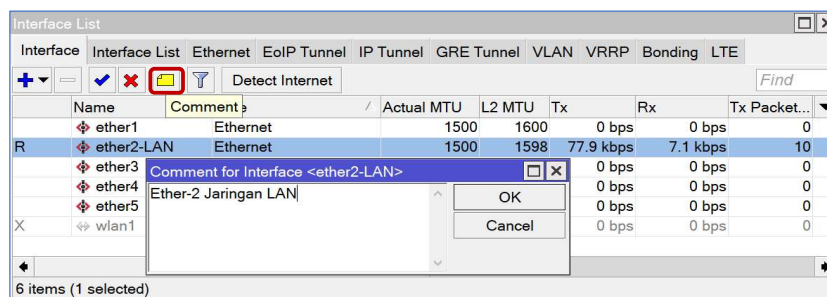 Interface List
Interface Interface List Ethernet EoIP Tunnel IP Tunnel GRE Tunnel VLAN VRRP Bonding LTE
Detect Internet Find
Name Comment Actual MTU L2 MTU Tx Rx Tx Packet...
ether1 Ethernet 1500 1600 0 bps 0 bps 0
R ether2-LAN Ethernet 1500 1598 77.9 kbps 7.1 kbps 10
ether3 0 bps 0 bps 0
ether4 0 bps 0 bps 0
ether5 0 bps 0 bps 0
X wlan1 0 bps 0 bps 0
Comment for Interface <ether2-LAN>
Ether-2 Jaringan LAN
OK
Cancel
6 items (1 selected)